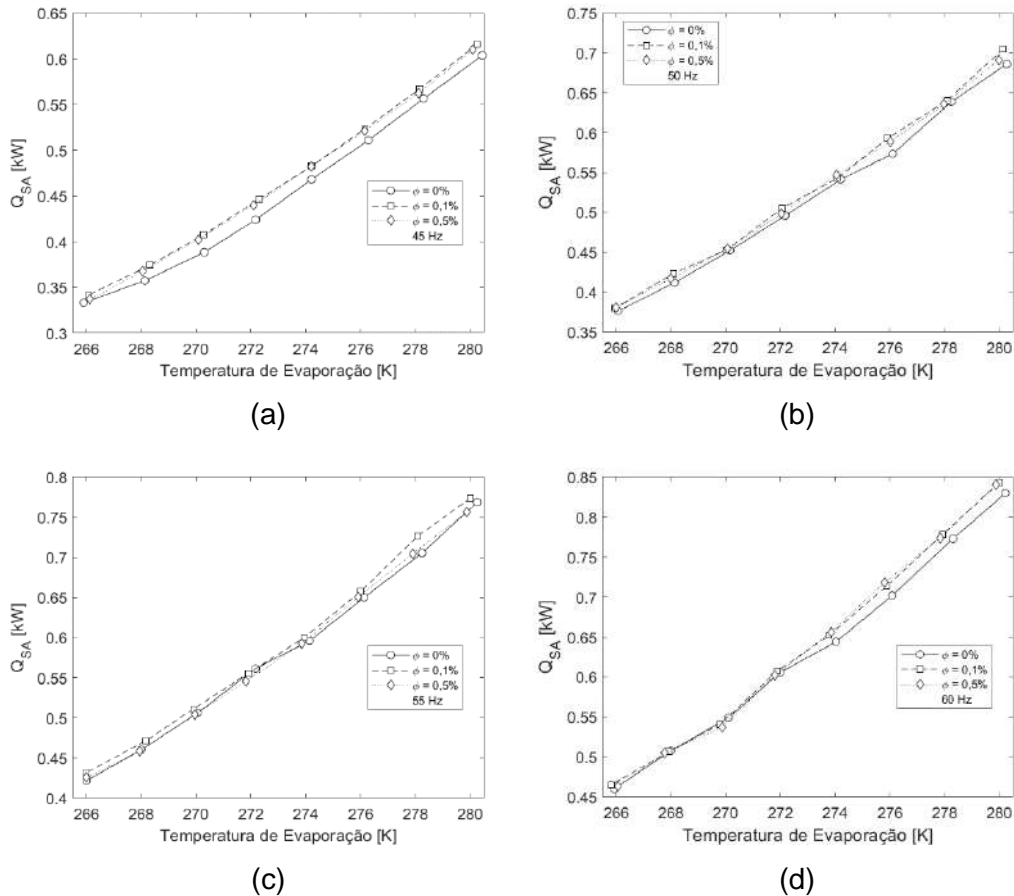 0.65
0.6
0.55
0.5
0.45
0.4
0.35
0.3
Q_SA [kW]
ϕ = 0%
ϕ = 0,1%
ϕ = 0,5%
45 Hz
266 268 270 272 274 276 278 280
Temperatura de Evaporação [K]
(a)
0.75
0.7
0.65
0.6
0.55
0.5
0.45
0.4
0.35
Q_SA [kW]
ϕ = 0%
ϕ = 0,1%
ϕ = 0,5%
50 Hz
266 268 270 272 274 276 278 280
Temperatura de Evaporação [K]
(b)
0.8
0.75
0.7
0.65
0.6
0.55
0.5
0.45
0.4
Q_SA [kW]
ϕ = 0%
ϕ = 0,1%
ϕ = 0,5%
55 Hz
266 268 270 272 274 276 278 280
Temperatura de Evaporação [K]
(c)
0.85
0.8
0.75
0.7
0.65
0.6
0.55
0.5
0.45
Q_SA [kW]
ϕ = 0%
ϕ = 0,1%
ϕ = 0,5%
60 Hz
266 268 270 272 274 276 278 280
Temperatura de Evaporação [K]
(d)